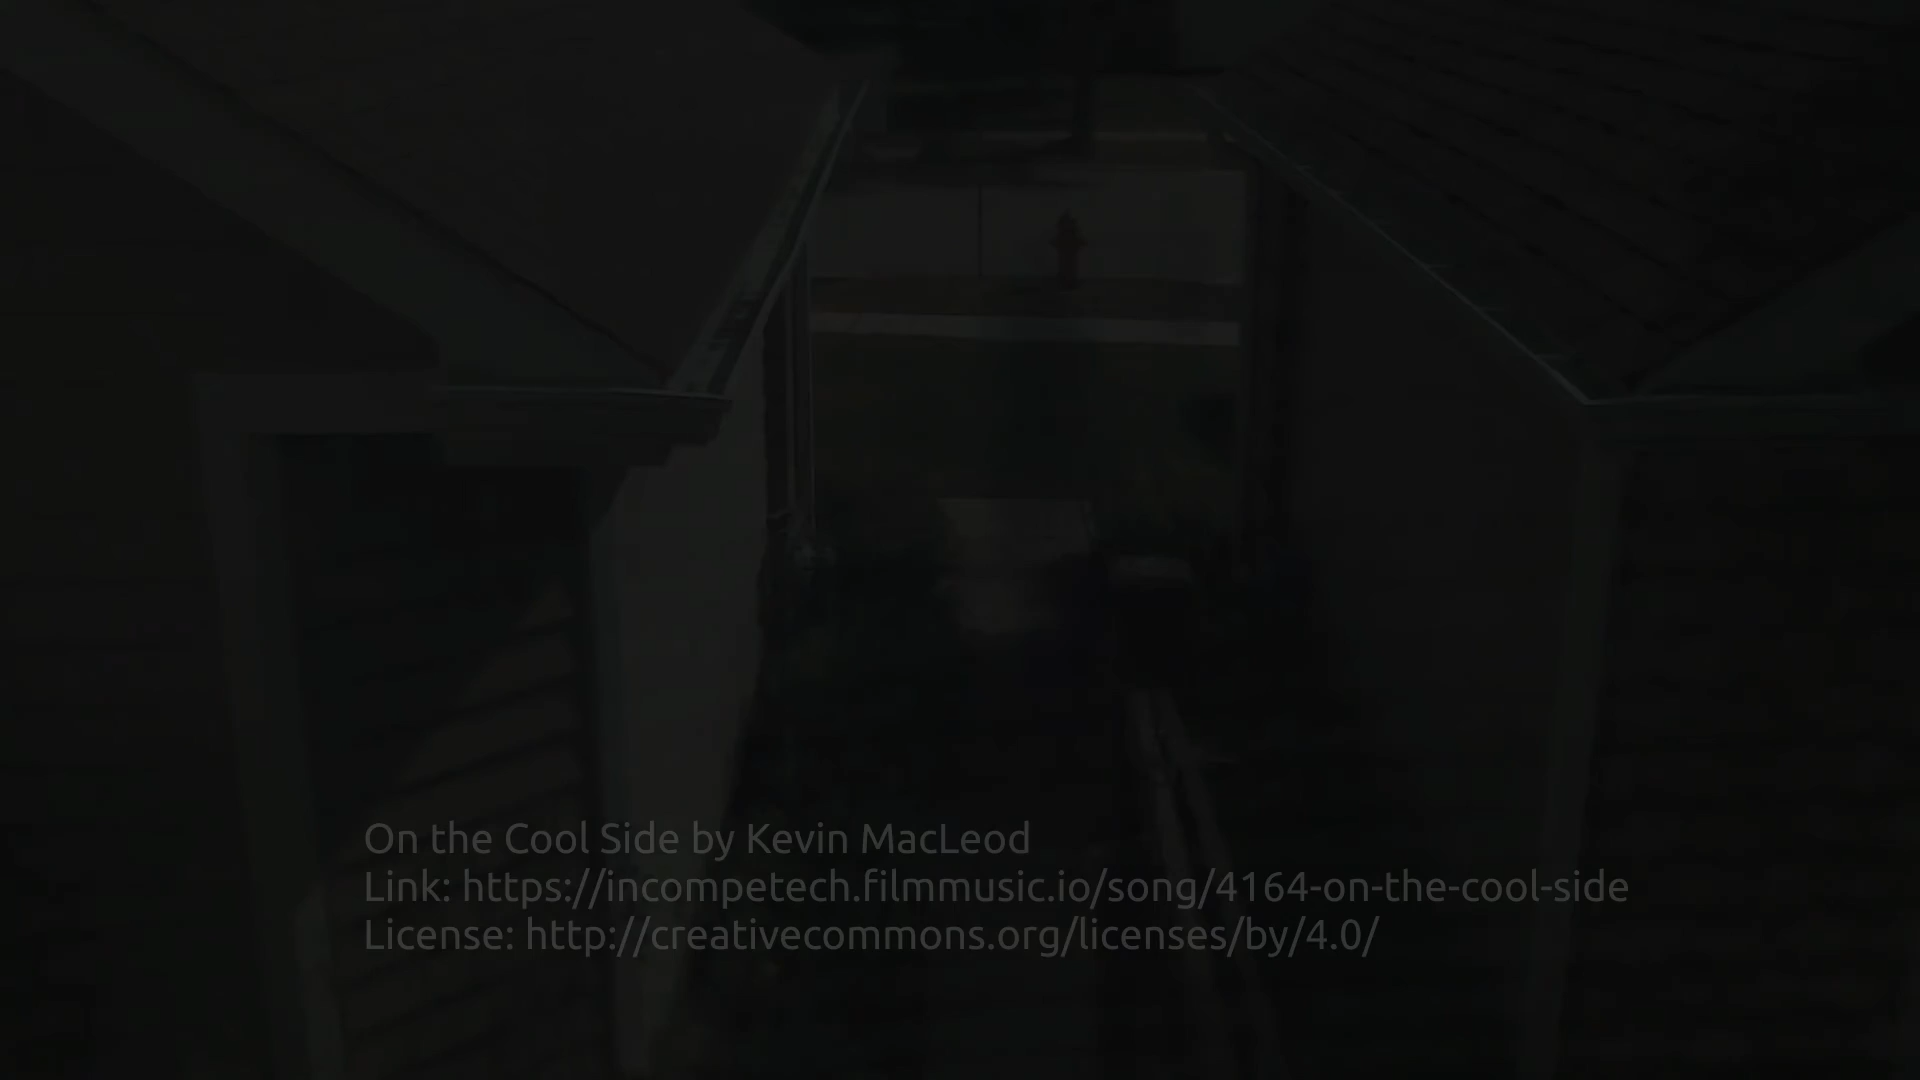 On the Cool Side by Kevin MacLeod
Link: https://incompetech.filmmusic.io/song/4164-on-the-cool-side
License: http://creativecommons.org/licenses/by/4.0/